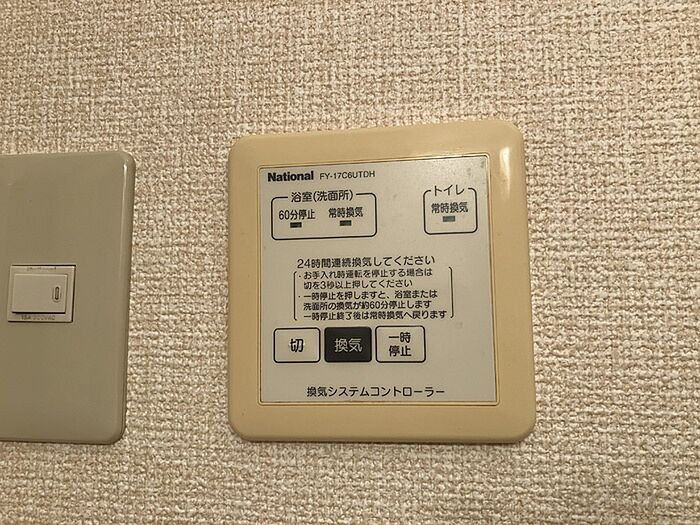 National FY-17C6UTDH
浴室(洗面所)
60分停止 常時換気
トイレ
常時換気
24時間連続換気してください
・お手入れ時運転を停止する場合は
切を3秒以上押してください
・一時停止を押しますと、浴室または
洗面所の換気が約60分停止します
一時停止終了後は常時換気へ戻ります
切 換気 一時
停止
換気システムコントローラー
15A 300VAC